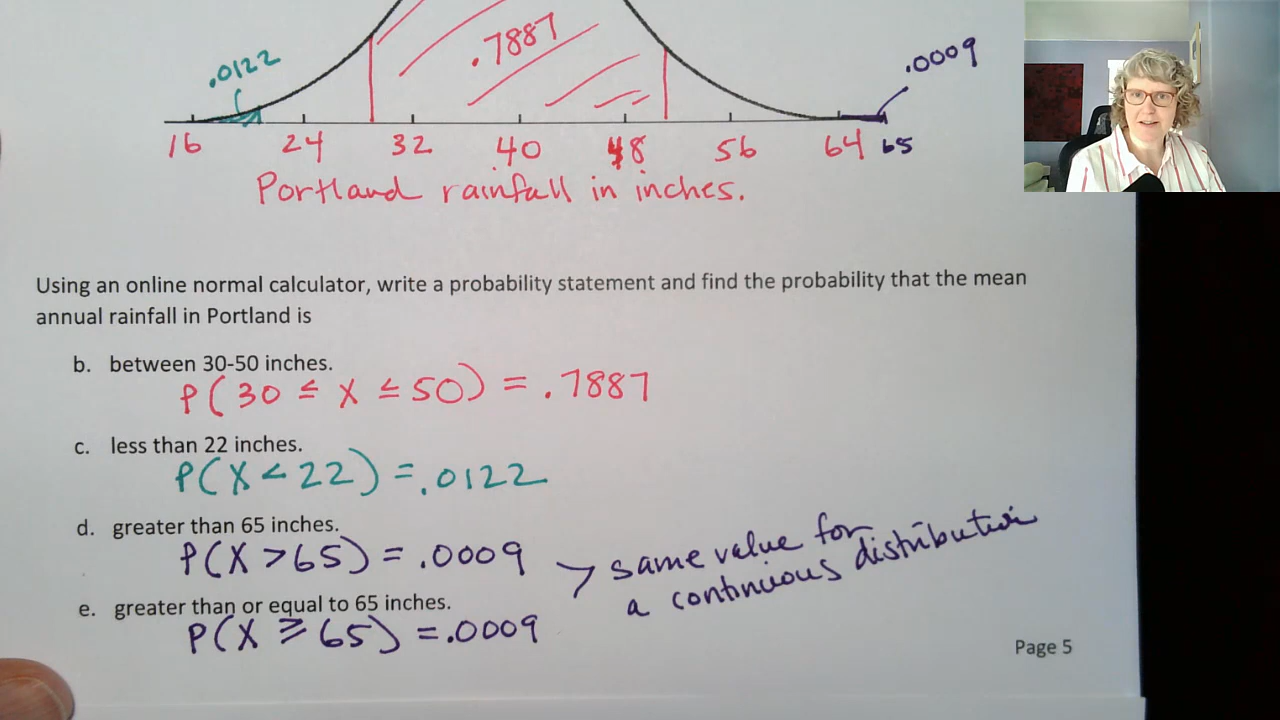 .7887
.0122
.0009
16 24 32 40 48 56 64 65
Portland rainfall in inches.
Using an online normal calculator, write a probability statement and find the probability that the mean
annual rainfall in Portland is
b. between 30-50 inches.
P(30 ≤ X ≤ 50) = .7887
c. less than 22 inches.
P(X < 22) = .0122
d. greater than 65 inches.
P(X > 65) = .0009
> same value for
a continuous distribution
e. greater than or equal to 65 inches.
P(X ≥ 65) = .0009
Page 5